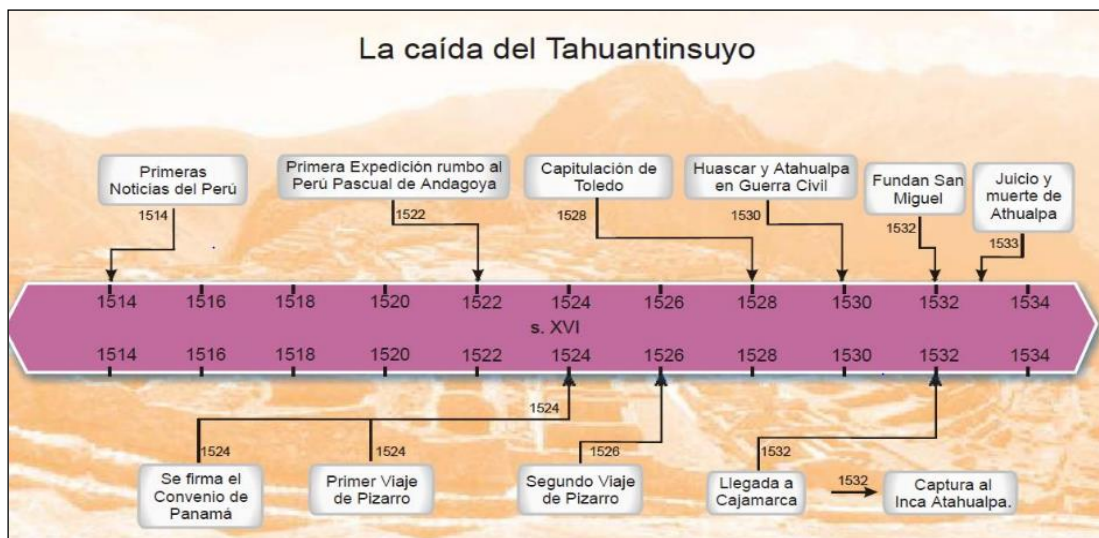 La caída del Tahuantinsuyo
Primeras
Noticias del Perú
1514
Primera Expedición rumbo al
Perú Pascual de Andagoya
1522
Capitulación de
Toledo
1528
Huascar y Atahualpa
en Guerra Civil
1530
Fundan San
Miguel
1532
Juicio y
muerte de
Athualpa
1533
1514 1516 1518 1520 1522 1524 1526 1528 1530 1532 1534
s. XVI
1514 1516 1518 1520 1522 1524 1526 1528 1530 1532 1534
1524
1524
Se firma el
Convenio de
Panamá
1524
Primer Viaje
de Pizarro
1526
Segundo Viaje
de Pizarro
1532
Llegada a
Cajamarca
1532
Captura al
Inca Atahualpa.